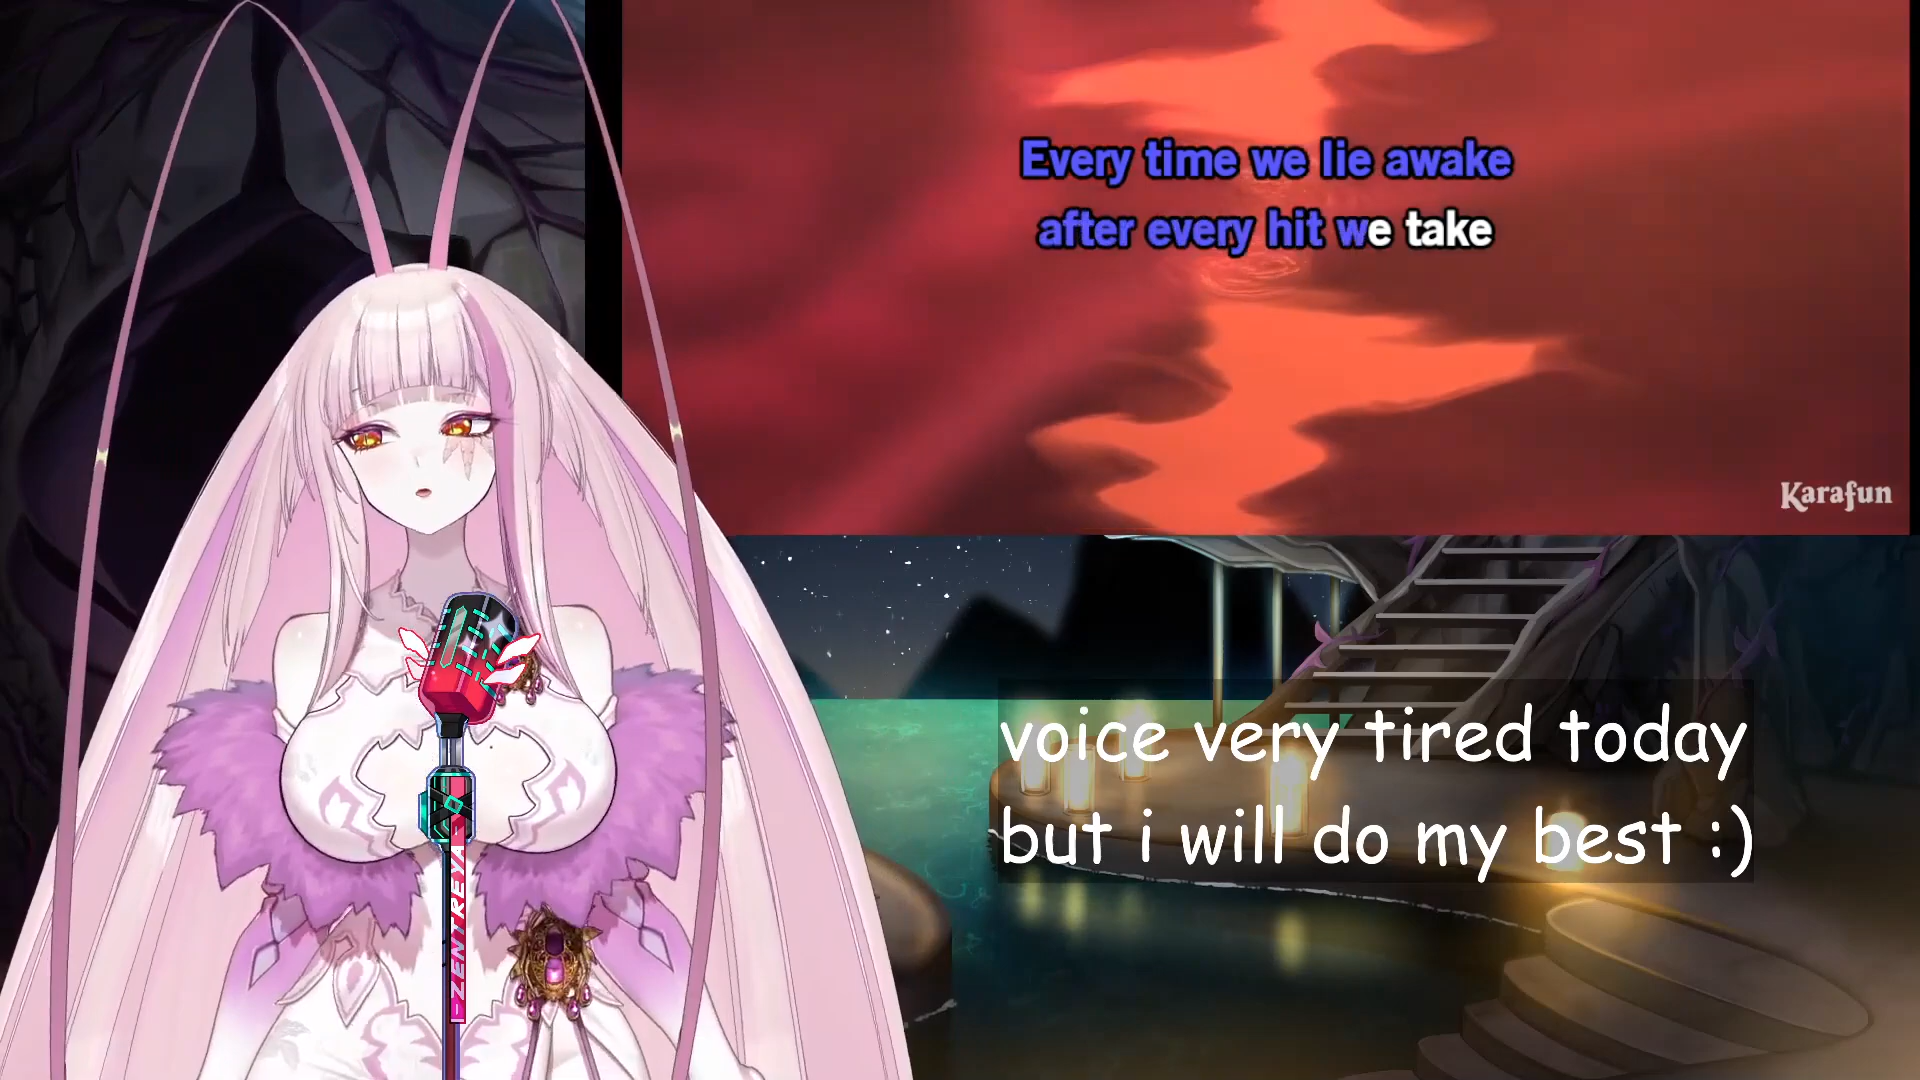 Every time we lie awake
after every hit we take
Karafun
voice very tired today
but i will do my best :)
-ZENTREYA-